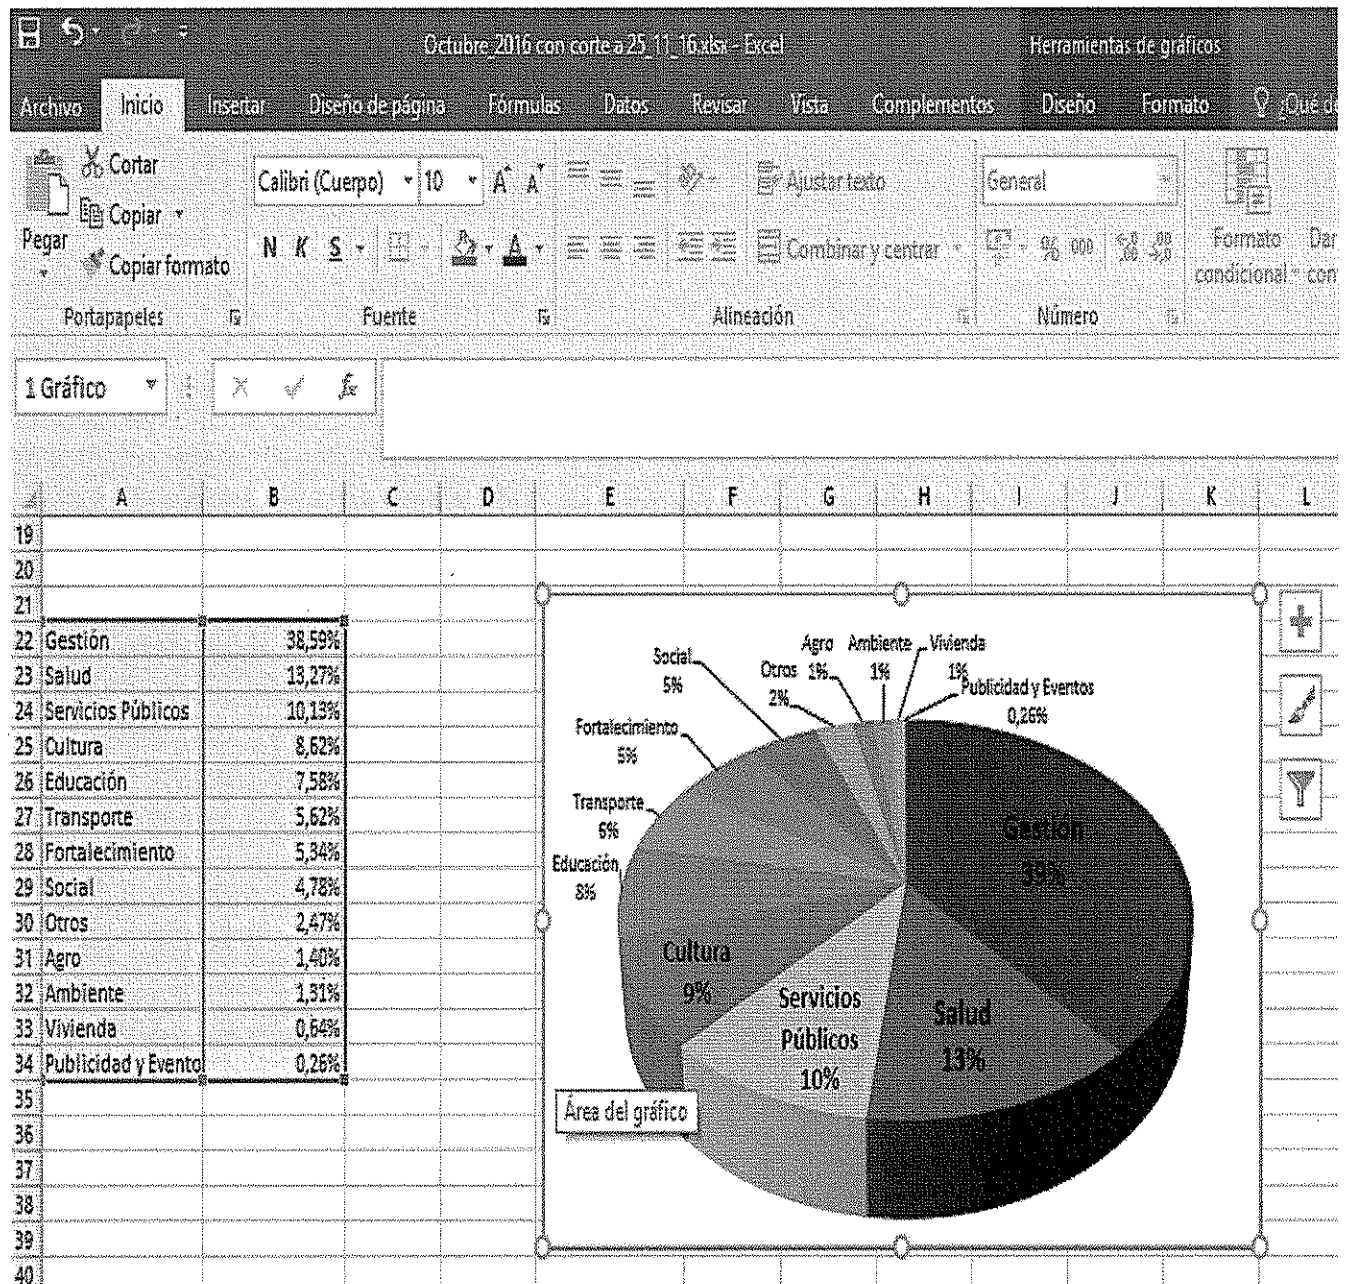 Octubre 2016 con corte a 25_11_16.xlsx - Excel
Herramientas de gráficos
Archivo Inicio Insertar Diseño de página Fórmulas Datos Revisar Vista Complementos Diseño Formato ¿Qué de
Cortar
Copiar
Copiar formato
Pegar
Portapapeles
Calibri (Cuerpo) 10
N K S
Fuente
Ajustar texto
Combinar y centrar
Alineación
General
% 000
Número
Formato
condicional
Dar
con
1 Gráfico
fx
A B C D E F G H I J K L
19
20
21
22 Gestión 38,59%
23 Salud 13,27%
24 Servicios Públicos 10,13%
25 Cultura 8,62%
26 Educación 7,58%
27 Transporte 5,62%
28 Fortalecimiento 5,34%
29 Social 4,78%
30 Otros 2,47%
31 Agro 1,40%
32 Ambiente 1,31%
33 Vivienda 0,64%
34 Publicidad y Evento 0,26%
35
36
37
38
39
40
Social
5%
Otros
2%
Agro
1%
Ambiente
1%
Vivienda
1%
Publicidad y Eventos
0,26%
Fortalecimiento
5%
Transporte
6%
Educación
8%
Gestión
39%
Cultura
9%
Servicios
Públicos
10%
Salud
13%
Área del gráfico